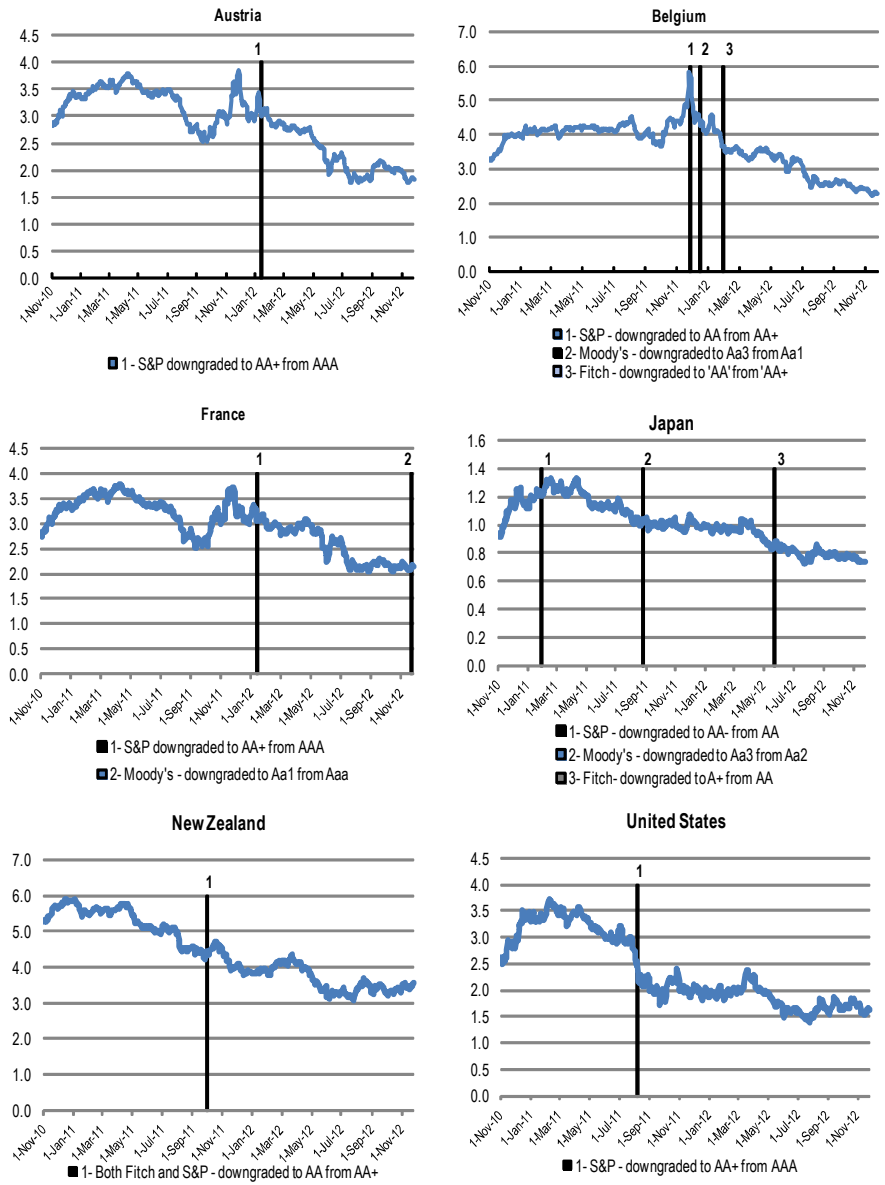 Austria
4.5
4.0
3.5
3.0
2.5
2.0
1.5
1.0
0.5
0.0
1
1-Nov-10
1-Jan-11
1-Mar-11
1-May-11
1-Jul-11
1-Sep-11
1-Nov-11
1-Jan-12
1-Mar-12
1-May-12
1-Jul-12
1-Sep-12
1-Nov-12
1- S&P downgraded to AA+ from AAA
Belgium
7.0
6.0
5.0
4.0
3.0
2.0
1.0
0.0
1 2 3
1-Nov-10
1-Jan-11
1-Mar-11
1-May-11
1-Jul-11
1-Sep-11
1-Nov-11
1-Jan-12
1-Mar-12
1-May-12
1-Jul-12
1-Sep-12
1-Nov-12
1- S&P - downgraded to AA from AA+
2- Moody's - downgraded to Aa3 from Aa1
3- Fitch - downgraded to 'AA' from 'AA+
France
4.5
4.0
3.5
3.0
2.5
2.0
1.5
1.0
0.5
0.0
1 2
1-Nov-10
1-Jan-11
1-Mar-11
1-May-11
1-Jul-11
1-Sep-11
1-Nov-11
1-Jan-12
1-Mar-12
1-May-12
1-Jul-12
1-Sep-12
1-Nov-12
1- S&P downgraded to AA+ from AAA
2- Moody's - downgraded to Aa1 from Aaa
Japan
1.6
1.4
1.2
1.0
0.8
0.6
0.4
0.2
0.0
1 2 3
1-Nov-10
1-Jan-11
1-Mar-11
1-May-11
1-Jul-11
1-Sep-11
1-Nov-11
1-Jan-12
1-Mar-12
1-May-12
1-Jul-12
1-Sep-12
1-Nov-12
1- S&P - downgraded to AA- from AA
2- Moody's - downgraded to Aa3 from Aa2
3- Fitch- downgraded to A+ from AA
New Zealand
7.0
6.0
5.0
4.0
3.0
2.0
1.0
0.0
1
1-Nov-10
1-Jan-11
1-Mar-11
1-May-11
1-Jul-11
1-Sep-11
1-Nov-11
1-Jan-12
1-Mar-12
1-May-12
1-Jul-12
1-Sep-12
1-Nov-12
1- Both Fitch and S&P - downgraded to AA from AA+
United States
4.5
4.0
3.5
3.0
2.5
2.0
1.5
1.0
0.5
0.0
1
1-Nov-10
1-Jan-11
1-Mar-11
1-May-11
1-Jul-11
1-Sep-11
1-Nov-11
1-Jan-12
1-Mar-12
1-May-12
1-Jul-12
1-Sep-12
1-Nov-12
1- S&P - downgraded to AA+ from AAA